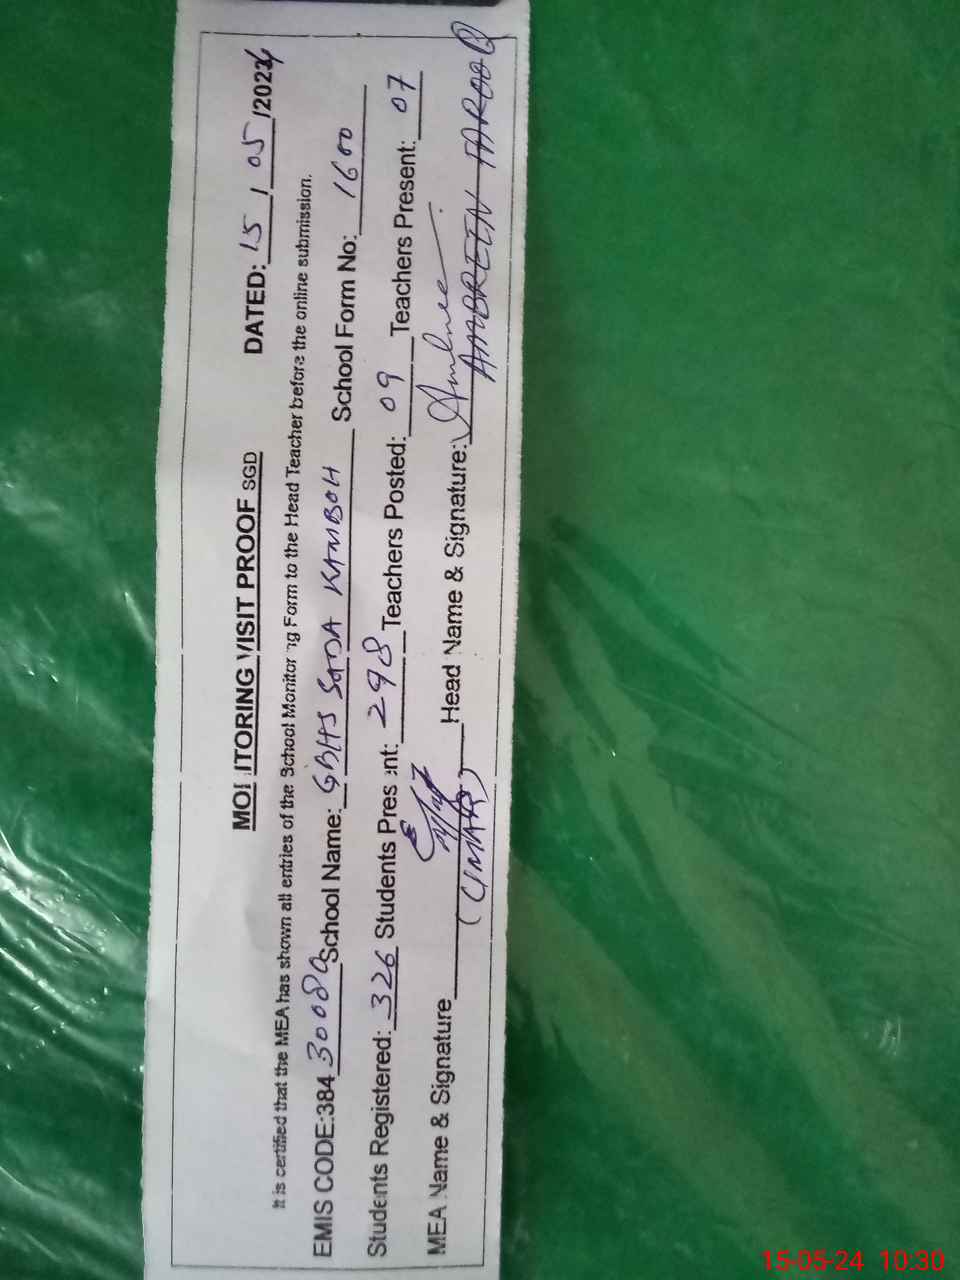 MONITORING VISIT PROOF SGD DATED: 15 / 05 /2024
It is certified that the MEA has shown all entries of the School Monitoring Form to the Head Teacher before the online submission.
EMIS CODE:384 30080 School Name: GBHS SADA KAMBOH School Form No: 1600
Students Registered: 326 Students Present: 298 Teachers Posted: 09 Teachers Present: 07
MEA Name & Signature (UMAR) Head Name & Signature: AMBREEN FAROOQ
15-05-24 10:30